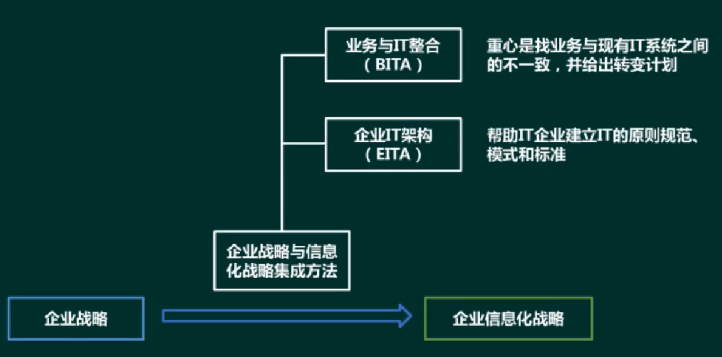 业务与IT整合
（BITA）
重心是找业务与现有IT系统之间
的不一致，并给出转变计划
企业IT架构
（EITA）
帮助IT企业建立IT的原则规范、
模式和标准
企业战略与信息
化战略集成方法
企业战略
企业信息化战略